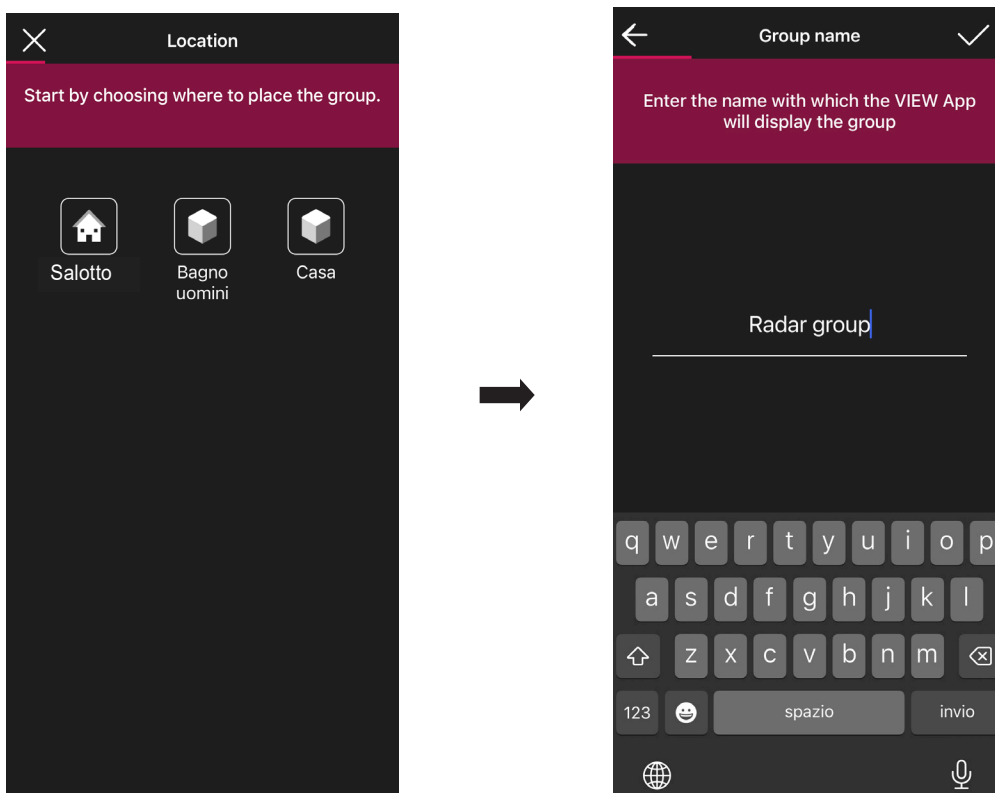 Location
Start by choosing where to place the group.
Salotto
Bagno
uomini
Casa
Group name
Enter the name with which the VIEW App
will display the group
Radar group
q w e r t y u i o p
a s d f g h j k l
z x c v b n m
123 spazio invio